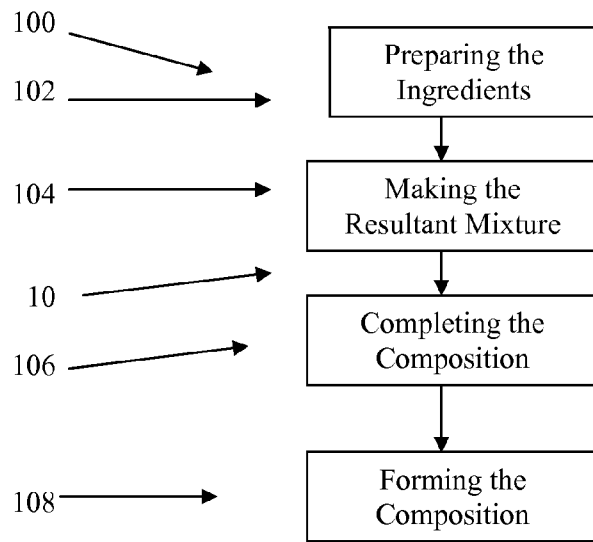 100
Preparing the
Ingredients
102
104
Making the
Resultant Mixture
10
Completing the
Composition
106
Forming the
Composition
108